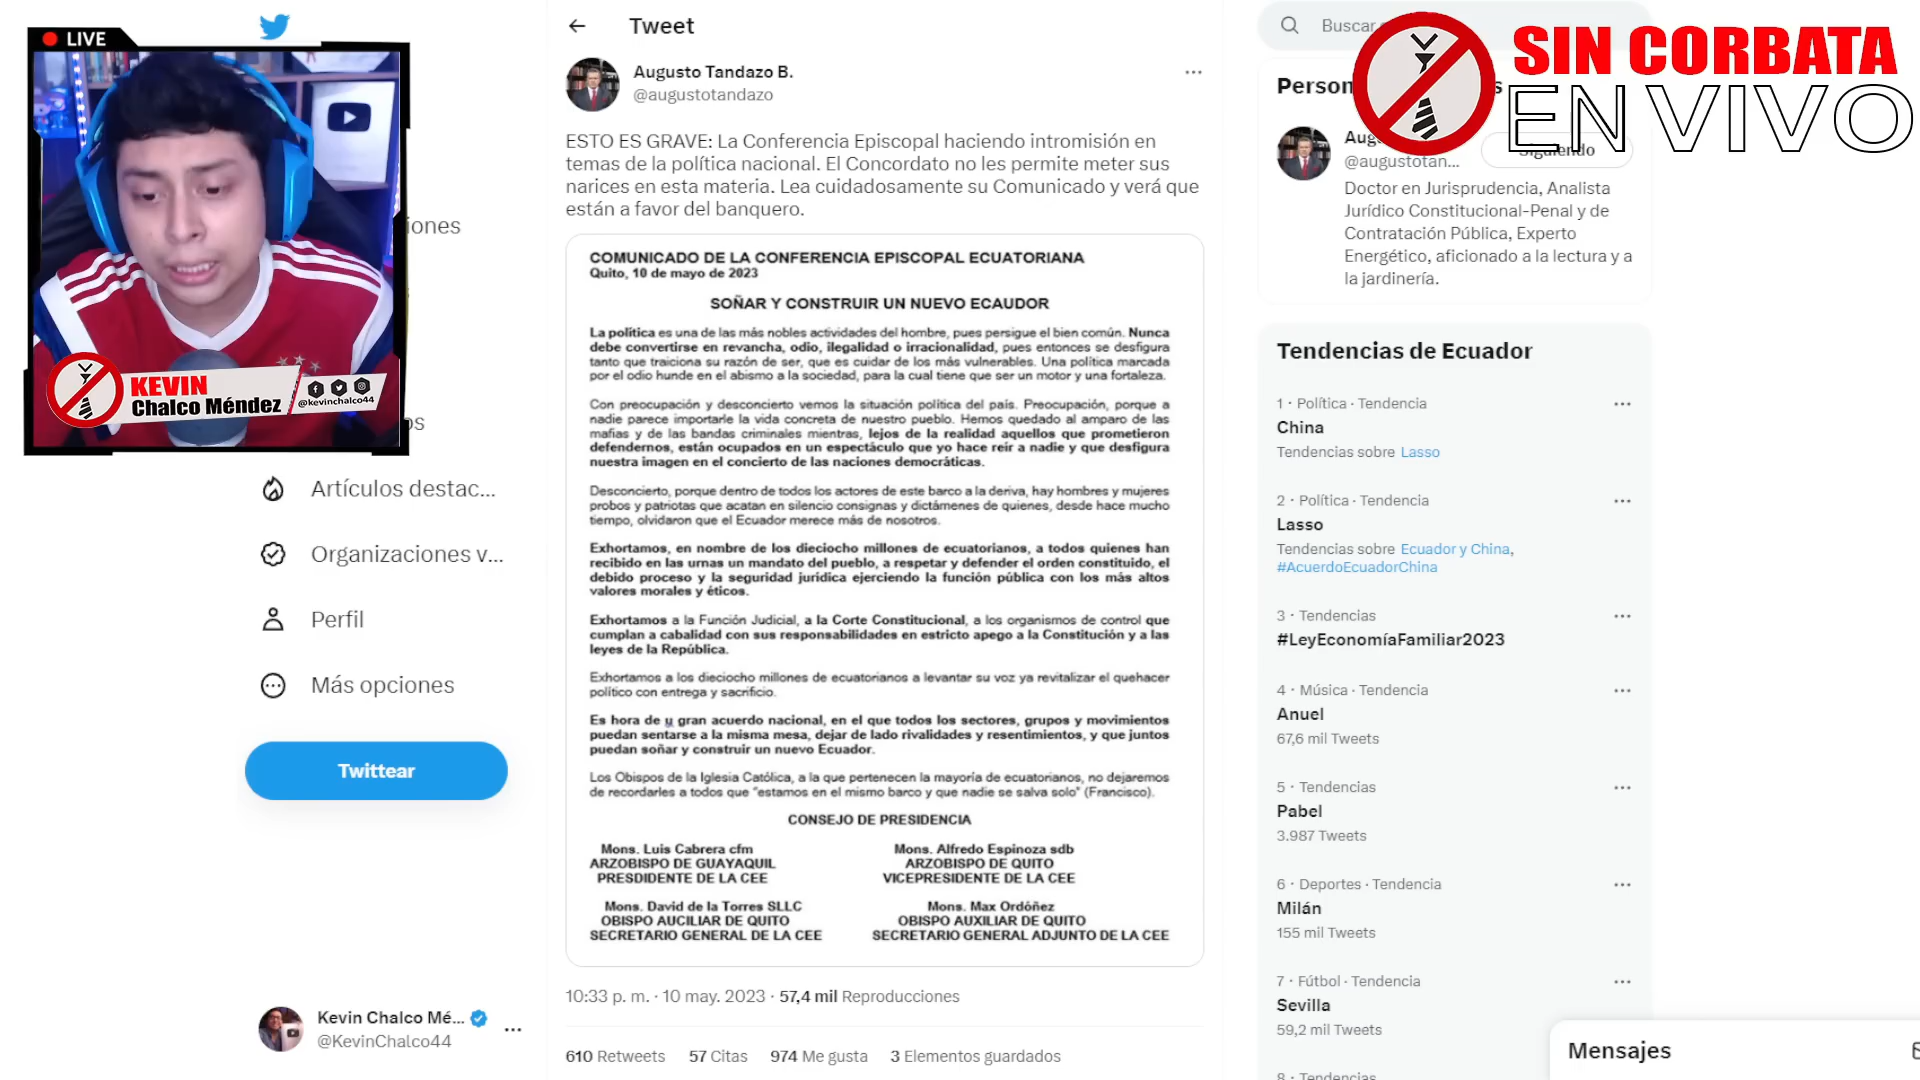 LIVE
KEVIN
Chalco Méndez
@kevinchalco44
iones
os
Artículos destac...
Organizaciones v...
Perfil
Más opciones
Twittear
Kevin Chalco Mé...
@KevinChalco44
Tweet
Augusto Tandazo B.
@augustotandazo
ESTO ES GRAVE: La Conferencia Episcopal haciendo intromisión en
temas de la política nacional. El Concordato no les permite meter sus
narices en esta materia. Lea cuidadosamente su Comunicado y verá que
están a favor del banquero.
COMUNICADO DE LA CONFERENCIA EPISCOPAL ECUATORIANA
Quito, 10 de mayo de 2023
SOÑAR Y CONSTRUIR UN NUEVO ECAUDOR
La política es una de las más nobles actividades del hombre, pues persigue el bien común. Nunca
debe convertirse en revancha, odio, ilegalidad o irracionalidad, pues entonces se desfigura
tanto que traiciona su razón de ser, que es cuidar de los más vulnerables. Una política marcada
por el odio hunde en el abismo a la sociedad, para la cual tiene que ser un motor y una fortaleza.
Con preocupación y desconcierto vemos la situación política del país. Preocupación, porque a
nadie parece importarle la vida concreta de nuestro pueblo. Hemos quedado al amparo de las
mafias y de las bandas criminales mientras, lejos de la realidad aquellos que prometieron
defendernos, están ocupados en un espectáculo que yo hace reír a nadie y que desfigura
nuestra imagen en el concierto de las naciones democráticas.
Desconcierto, porque dentro de todos los actores de este barco a la deriva, hay hombres y mujeres
probos y patriotas que acatan en silencio consignas y dictámenes de quienes, desde hace mucho
tiempo, olvidaron que el Ecuador merece más de nosotros.
Exhortamos, en nombre de los dieciocho millones de ecuatorianos, a todos quienes han
recibido en las urnas un mandato del pueblo, a respetar y defender el orden constituido, el
debido proceso y la seguridad jurídica ejerciendo la función pública con los más altos
valores morales y éticos.
Exhortamos a la Función Judicial, a la Corte Constitucional, a los organismos de control que
cumplan a cabalidad con sus responsabilidades en estricto apego a la Constitución y a las
leyes de la República.
Exhortamos a los dieciocho millones de ecuatorianos a levantar su voz ya revitalizar el quehacer
político con entrega y sacrificio.
Es hora de u gran acuerdo nacional, en el que todos los sectores, grupos y movimientos
puedan sentarse a la misma mesa, dejar de lado rivalidades y resentimientos, y que juntos
puedan soñar y construir un nuevo Ecuador.
Los Obispos de la Iglesia Católica, a la que pertenecen la mayoría de ecuatorianos, no dejaremos
de recordarles a todos que "estamos en el mismo barco y que nadie se salva solo" (Francisco).
CONSEJO DE PRESIDENCIA
Mons. Luis Cabrera cfm
ARZOBISPO DE GUAYAQUIL
PRESDIDENTE DE LA CEE
Mons. Alfredo Espinoza sdb
ARZOBISPO DE QUITO
VICEPRESIDENTE DE LA CEE
Mons. David de la Torres SLLC
OBISPO AUCILIAR DE QUITO
SECRETARIO GENERAL DE LA CEE
Mons. Max Ordóñez
OBISPO AUXILIAR DE QUITO
SECRETARIO GENERAL ADJUNTO DE LA CEE
10:33 p. m. · 10 may. 2023 · 57,4 mil Reproducciones
610 Retweets 57 Citas 974 Me gusta 3 Elementos guardados
Buscar
SIN CORBATA
EN VIVO
Person s
Aug
@augustotan...
Siguiendo
Doctor en Jurisprudencia, Analista
Jurídico Constitucional-Penal y de
Contratación Pública, Experto
Energético, aficionado a la lectura y a
la jardinería.
Tendencias de Ecuador
1 · Política · Tendencia
China
Tendencias sobre Lasso
2 · Política · Tendencia
Lasso
Tendencias sobre Ecuador y China,
#AcuerdoEcuadorChina
3 · Tendencias
#LeyEconomíaFamiliar2023
4 · Música · Tendencia
Anuel
67,6 mil Tweets
5 · Tendencias
Pabel
3.987 Tweets
6 · Deportes · Tendencia
Milán
155 mil Tweets
7 · Fútbol · Tendencia
Sevilla
59,2 mil Tweets
8 · Tendencias
Mensajes